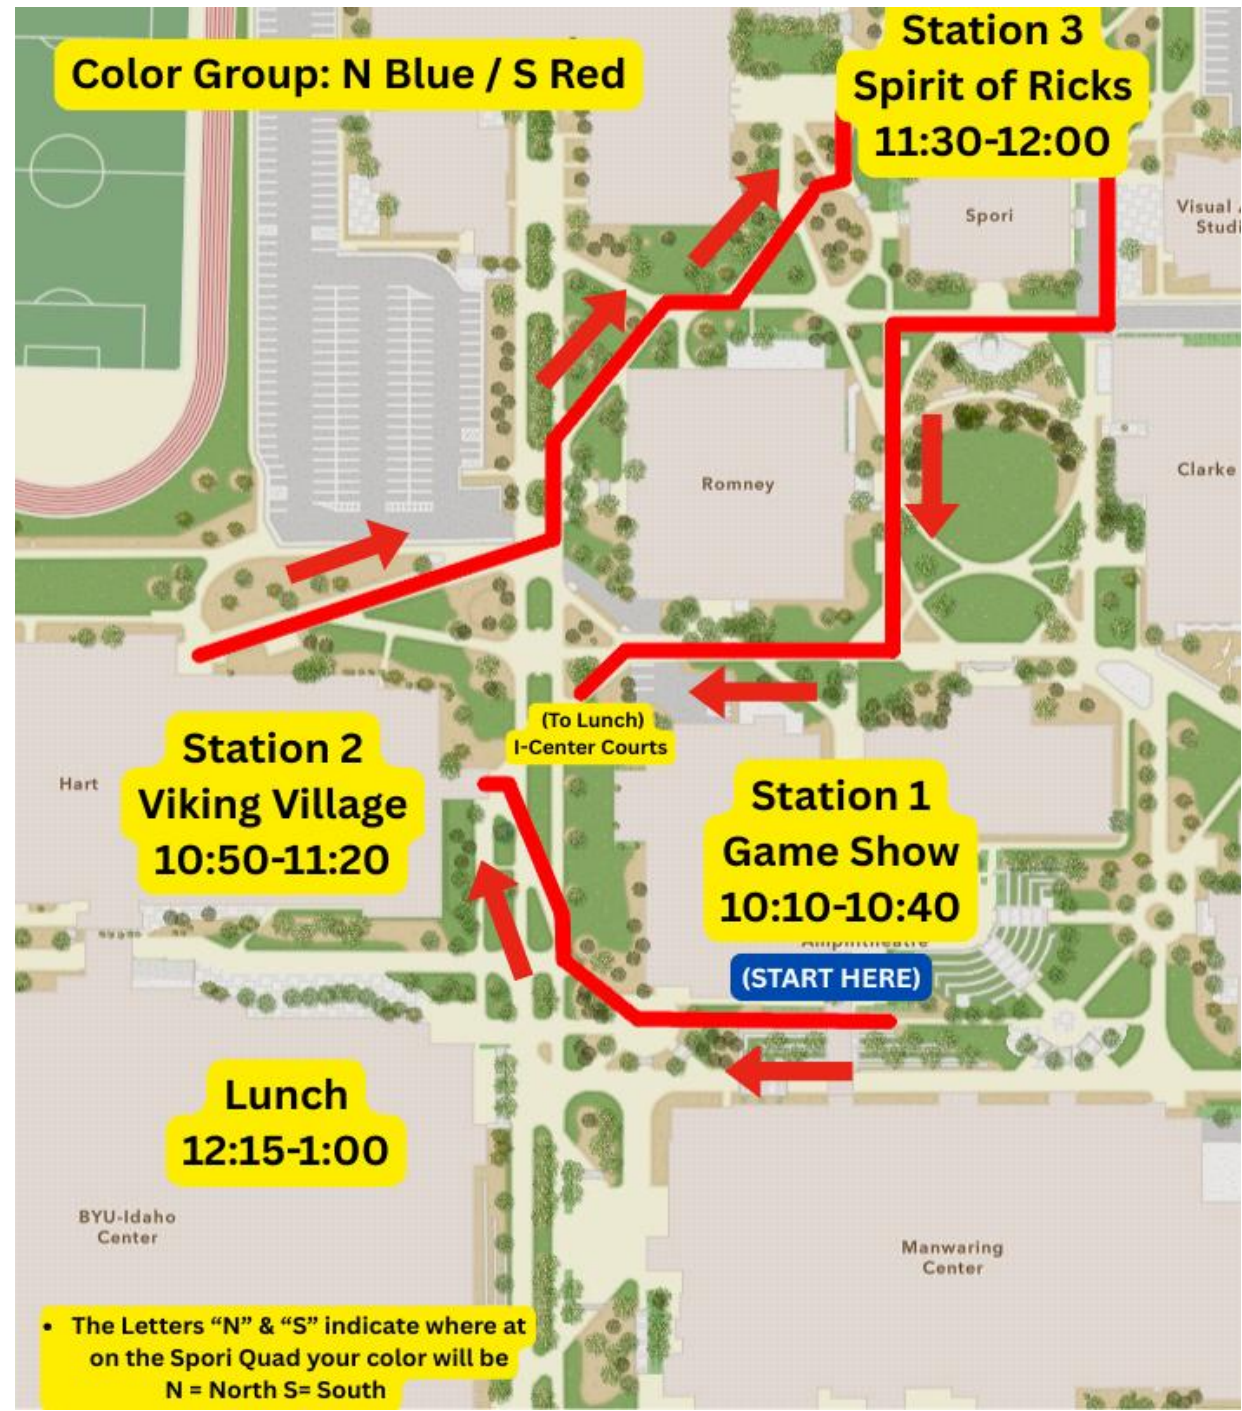 Color Group: N Blue / S Red
Station 3
Spirit of Ricks
11:30-12:00
Spori
Visual
Studi
Romney
Clarke
(To Lunch)
I-Center Courts
Station 2
Viking Village
10:50-11:20
Hart
Station 1
Game Show
10:10-10:40
Amphitheatre
(START HERE)
Lunch
12:15-1:00
BYU-Idaho
Center
Manwaring
Center
• The Letters “N” & “S” indicate where at
on the Spori Quad your color will be
N = North S= South